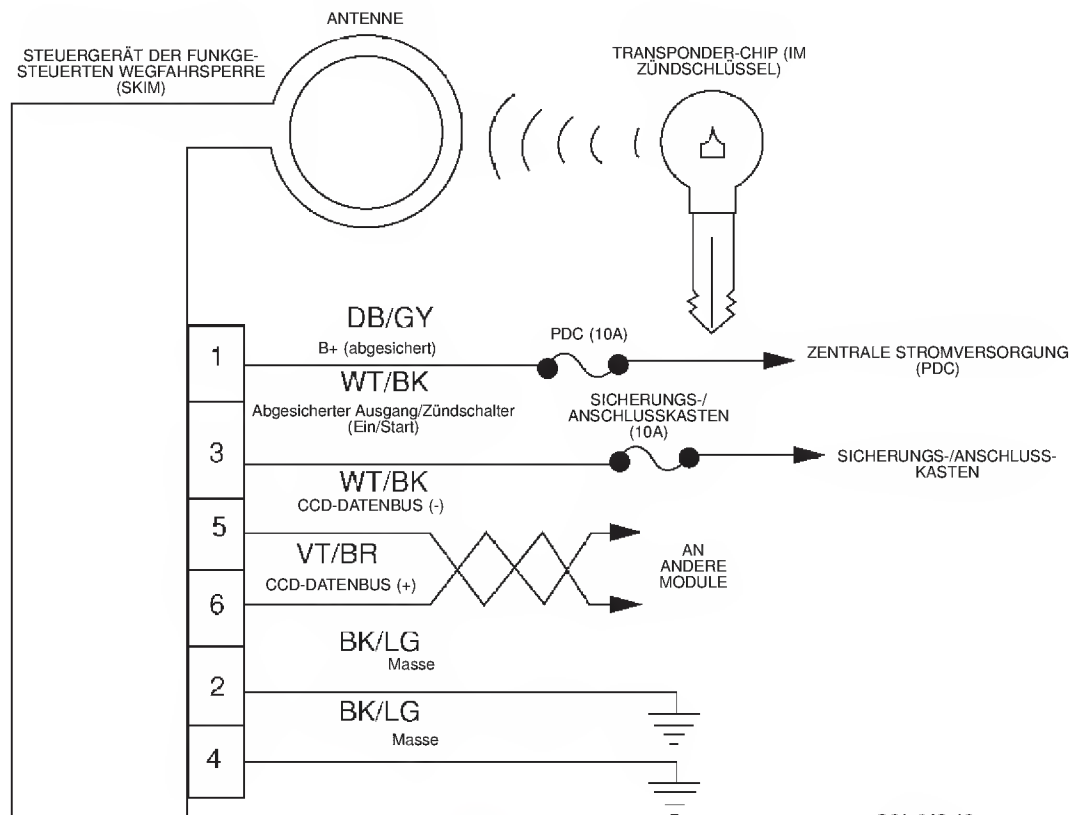 ANTENNE
STEUERGERÄT DER FUNKGE-
STEUERTEN WEGFAHRSPERRE
(SKIM)
TRANSPONDER-CHIP (IM
ZÜNDSCHLÜSSEL)
DB/GY
1
B+ (abgesichert)
PDC (10A)
ZENTRALE STROMVERSORGUNG
(PDC)
WT/BK
Abgesicherter Ausgang/Zündschalter
(Ein/Start)
SICHERUNGS-/
ANSCHLUSSKASTEN
(10A)
3
SICHERUNGS-/ANSCHLUSS-
KASTEN
WT/BK
CCD-DATENBUS (-)
5
VT/BR
CCD-DATENBUS (+)
AN
ANDERE
MODULE
6
BK/LG
Masse
2
BK/LG
Masse
4